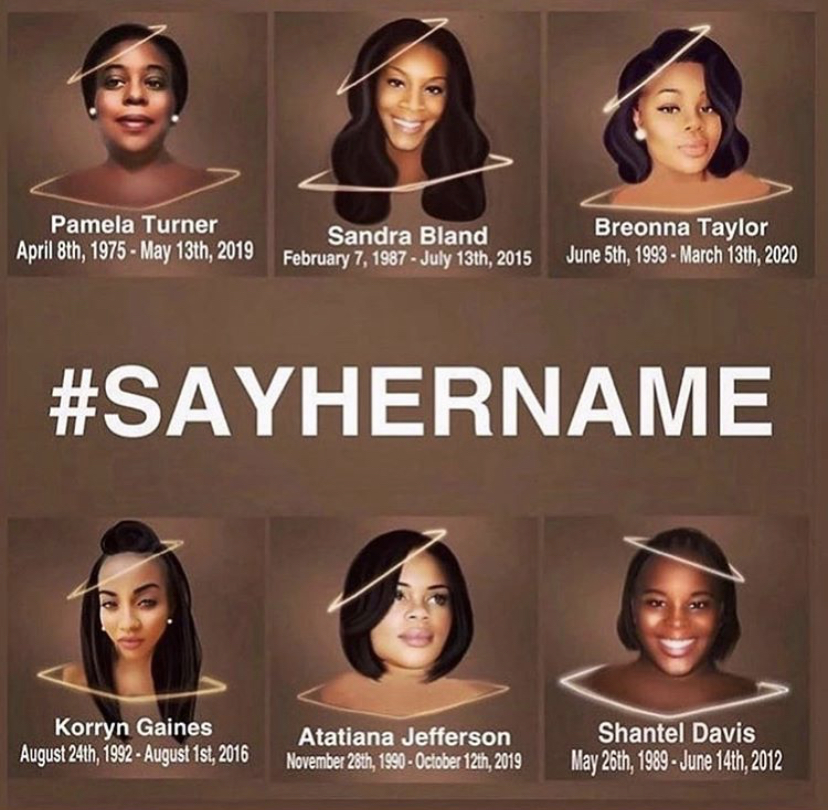 Pamela Turner
April 8th, 1975 - May 13th, 2019
Sandra Bland
February 7, 1987 - July 13th, 2015
Breonna Taylor
June 5th, 1993 - March 13th, 2020
#SAYHERNAME
Korryn Gaines
August 24th, 1992 - August 1st, 2016
Atatiana Jefferson
November 28th, 1990 - October 12th, 2019
Shantel Davis
May 26th, 1989 - June 14th, 2012